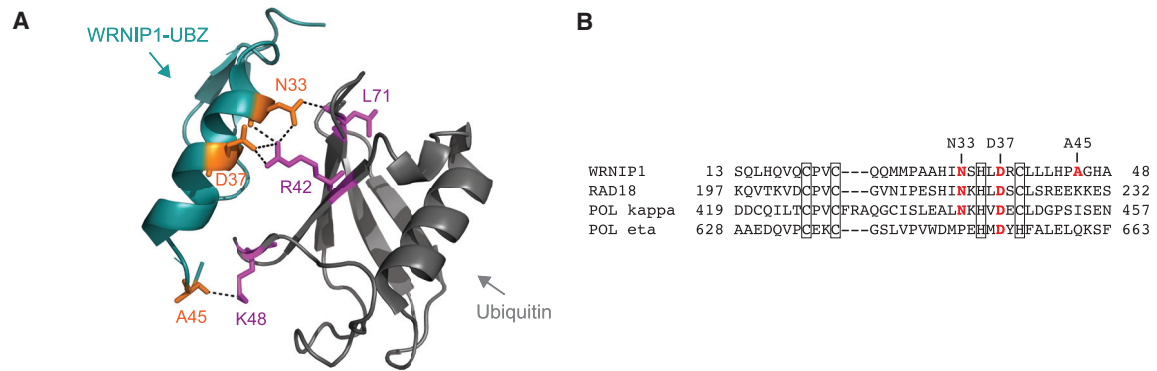 A
WRNIP1-UBZ
N33
L71
D37
R42
A45
K48
Ubiquitin
B
N33 D37 A45
WRNIP1 13 SQLHQVQCPVC---QQMMPAAHINSHLDRCLLLHPAGHA 48
RAD18 197 KQVTKVDCPVC---GVNIPESHINKHLDSCLSREEKKES 232
POL kappa 419 DDCQILTCPVCFRAQGCISLEALNKHVDECLDGPSISEN 457
POL eta 628 AAEDQVPCEKC---GSLVPVWDMPEHMDYHFALELQKSF 663